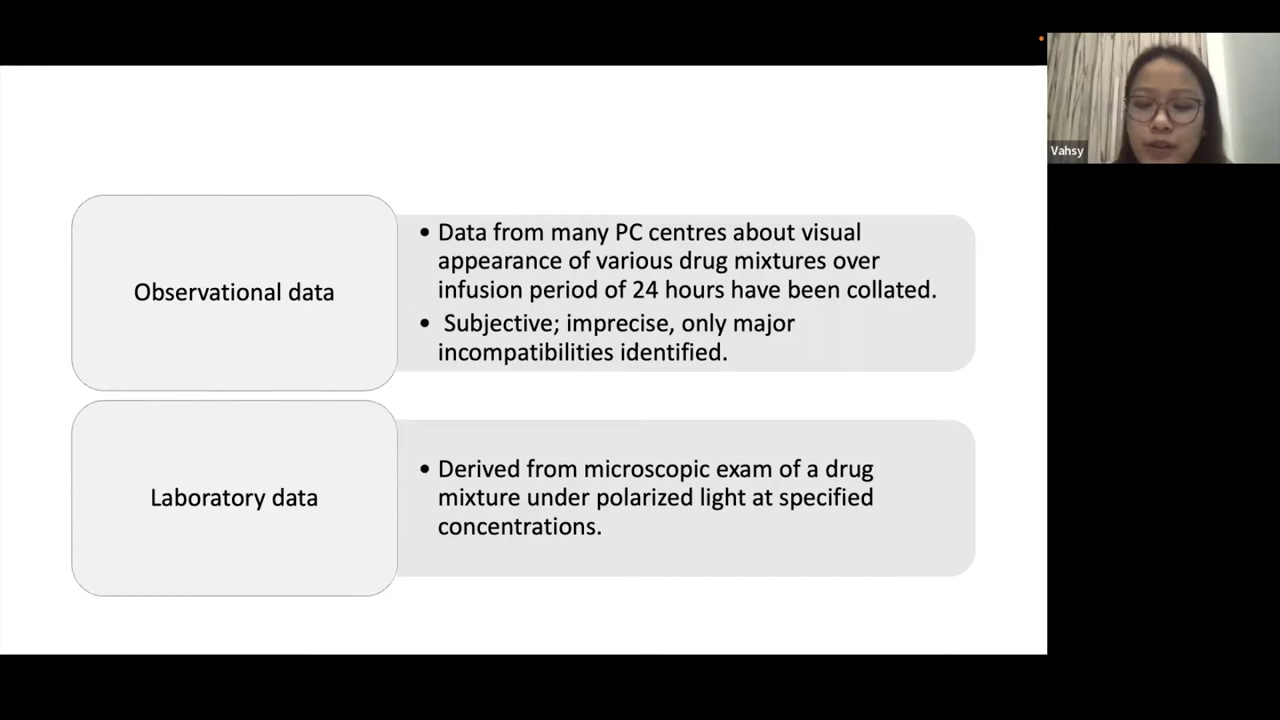 Vahsy
Observational data
• Data from many PC centres about visual
appearance of various drug mixtures over
infusion period of 24 hours have been collated.
• Subjective; imprecise, only major
incompatibilities identified.
Laboratory data
• Derived from microscopic exam of a drug
mixture under polarized light at specified
concentrations.